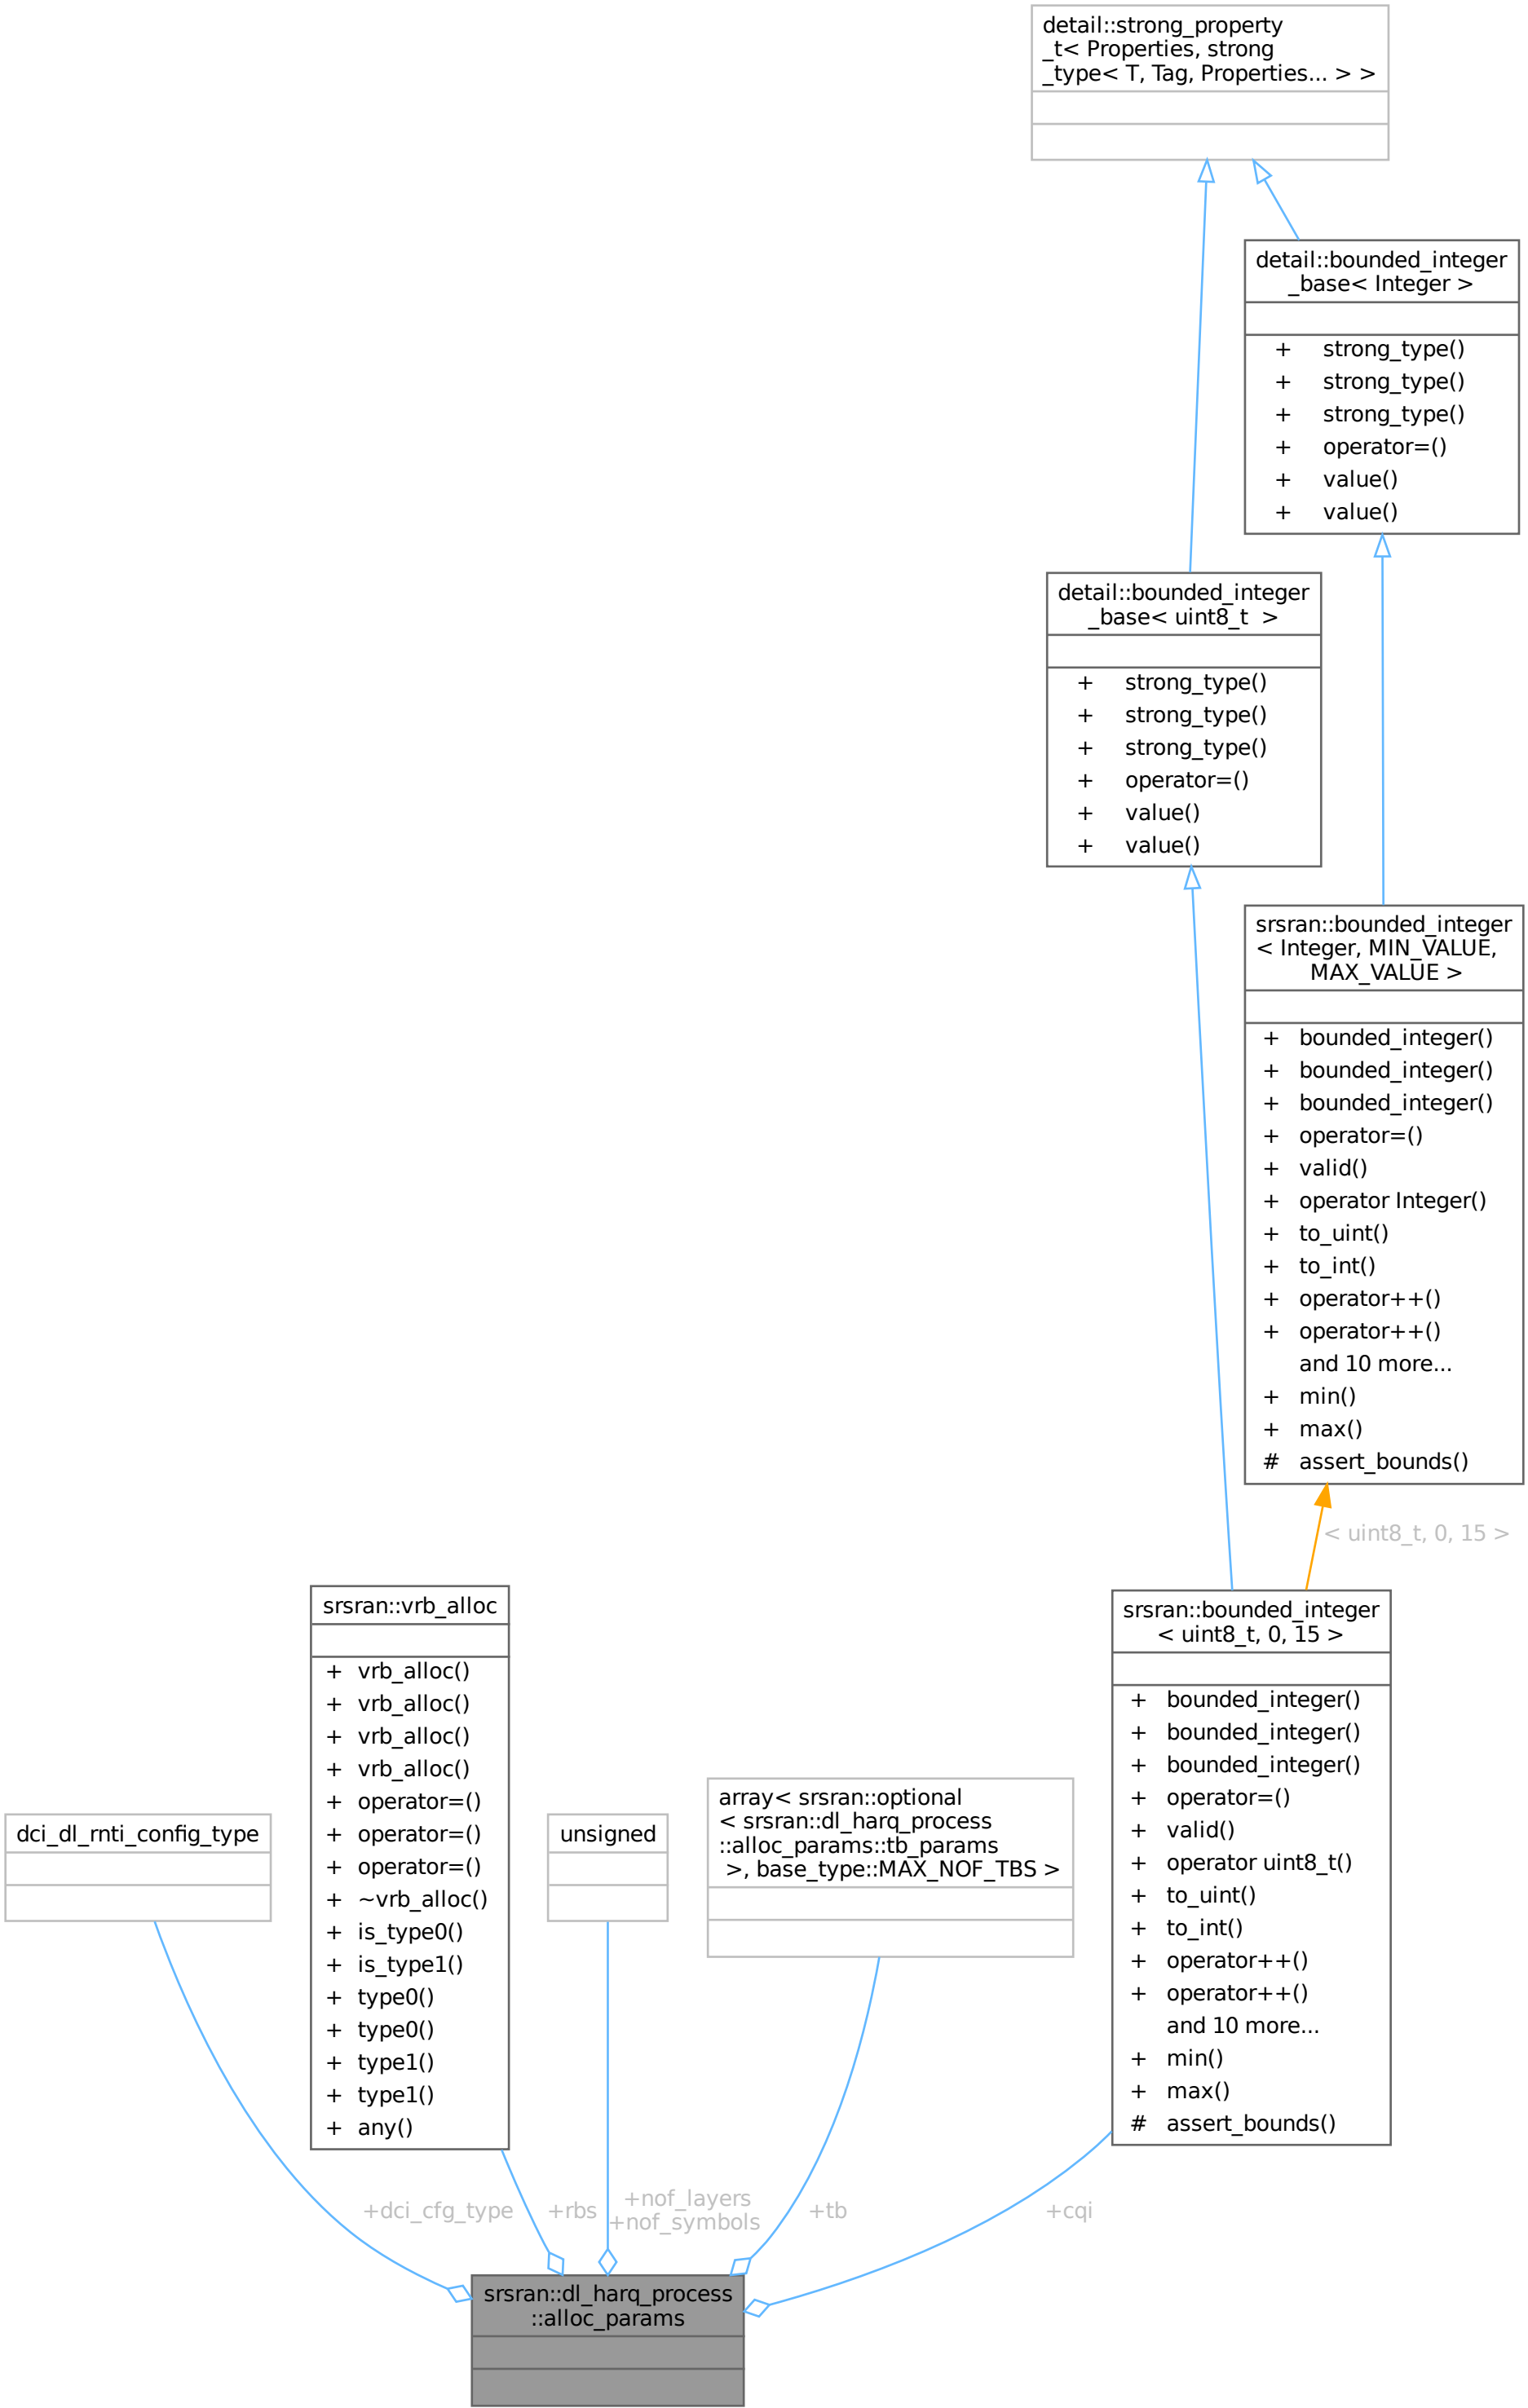 detail::strong_property
_t< Properties, strong
_type< T, Tag, Properties... > >
detail::bounded_integer
_base< Integer >
+ strong_type()
+ strong_type()
+ strong_type()
+ operator=()
+ value()
+ value()
detail::bounded_integer
_base< uint8_t  >
+ strong_type()
+ strong_type()
+ strong_type()
+ operator=()
+ value()
+ value()
srsran::bounded_integer
< Integer, MIN_VALUE,
MAX_VALUE >
+ bounded_integer()
+ bounded_integer()
+ bounded_integer()
+ operator=()
+ valid()
+ operator Integer()
+ to_uint()
+ to_int()
+ operator++()
+ operator++()
and 10 more...
+ min()
+ max()
# assert_bounds()
< uint8_t, 0, 15 >
srsran::vrb_alloc
+ vrb_alloc()
+ vrb_alloc()
+ vrb_alloc()
+ vrb_alloc()
+ operator=()
+ operator=()
+ operator=()
+ ~vrb_alloc()
+ is_type0()
+ is_type1()
+ type0()
+ type0()
+ type1()
+ type1()
+ any()
srsran::bounded_integer
< uint8_t, 0, 15 >
+ bounded_integer()
+ bounded_integer()
+ bounded_integer()
+ operator=()
+ valid()
+ operator uint8_t()
+ to_uint()
+ to_int()
+ operator++()
+ operator++()
and 10 more...
+ min()
+ max()
# assert_bounds()
dci_dl_rnti_config_type
unsigned
array< srsran::optional
< srsran::dl_harq_process
::alloc_params::tb_params
>, base_type::MAX_NOF_TBS >
+dci_cfg_type
+rbs
+nof_layers
+nof_symbols
+tb
+cqi
srsran::dl_harq_process
::alloc_params